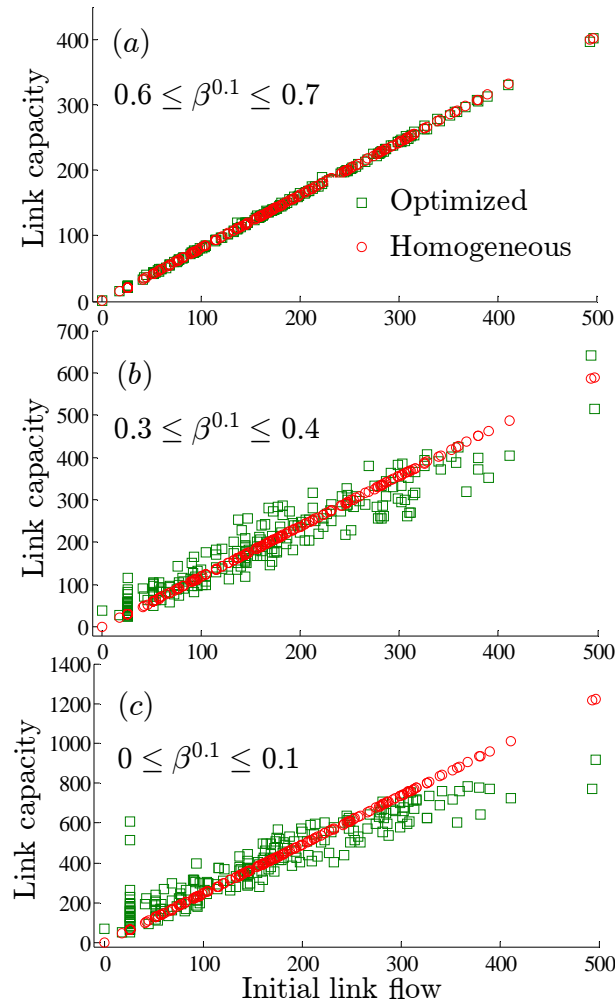 (a)
0.6 ≤ β^0.1 ≤ 0.7
Link capacity
400
300
200
100
0
Optimized
Homogeneous
0 100 200 300 400 500
(b)
0.3 ≤ β^0.1 ≤ 0.4
Link capacity
700
600
500
400
300
200
100
0
0 100 200 300 400 500
(c)
0 ≤ β^0.1 ≤ 0.1
Link capacity
1400
1200
1000
800
600
400
200
0
0 100 200 300 400 500
Initial link flow